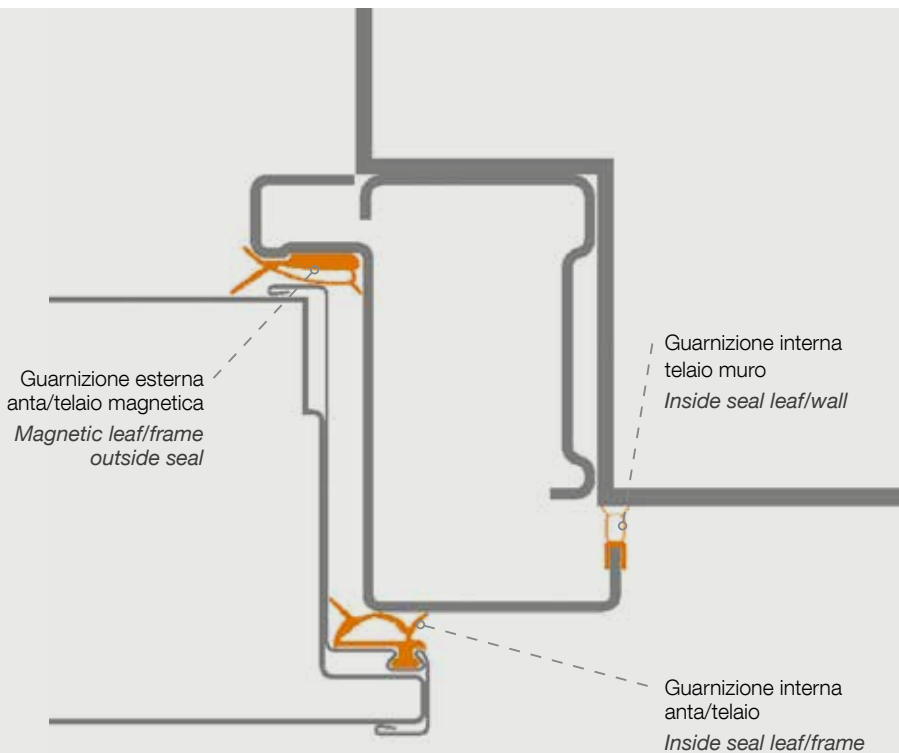 Guarnizione esterna
anta/telaio magnetica
Magnetic leaf/frame
outside seal
Guarnizione interna
telaio muro
Inside seal leaf/wall
Guarnizione interna
anta/telaio
Inside seal leaf/frame